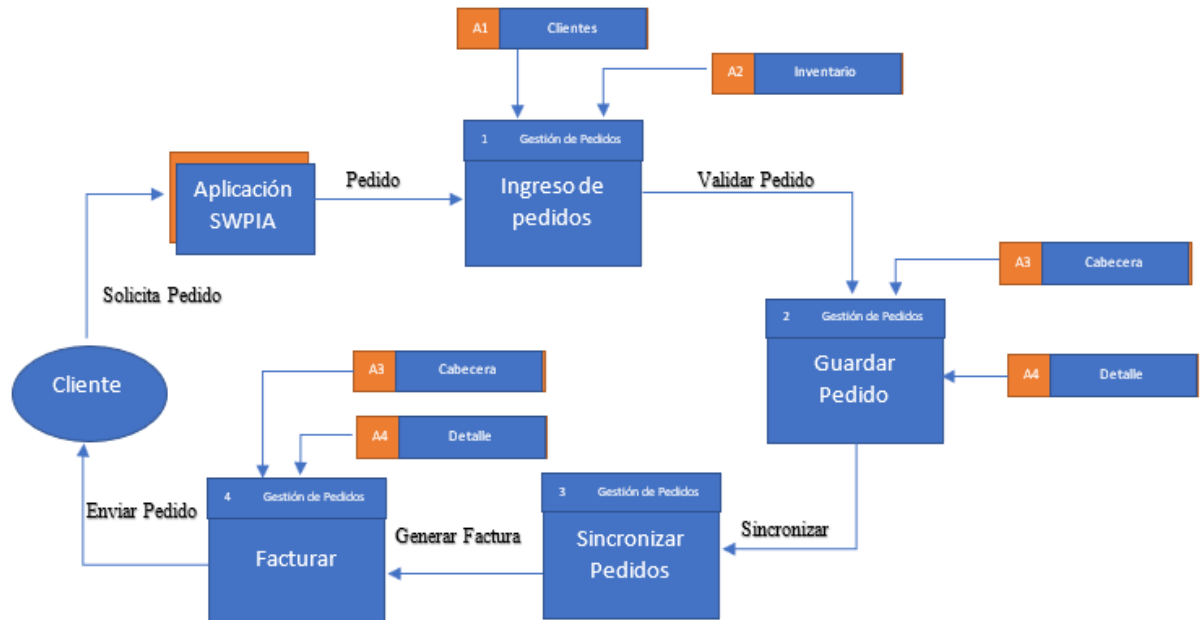 A1 Clientes
A2 Inventario
1 Gestión de Pedidos
Ingreso de
pedidos
Aplicación
SWPIA
Pedido
Validar Pedido
Solicita Pedido
A3 Cabecera
2 Gestión de Pedidos
Guardar
Pedido
A4 Detalle
Cliente
A3 Cabecera
A4 Detalle
4 Gestión de Pedidos
Facturar
3 Gestión de Pedidos
Sincronizar
Pedidos
Sincronizar
Generar Factura
Enviar Pedido